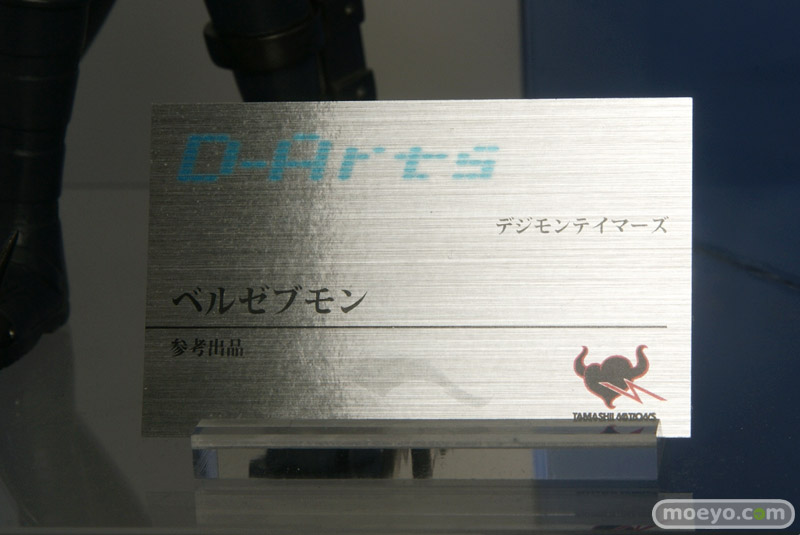 D-Arts
デジモンテイマーズ
ベルゼブモン
参考出品
TAMASHII NATIONS
moeyo.com